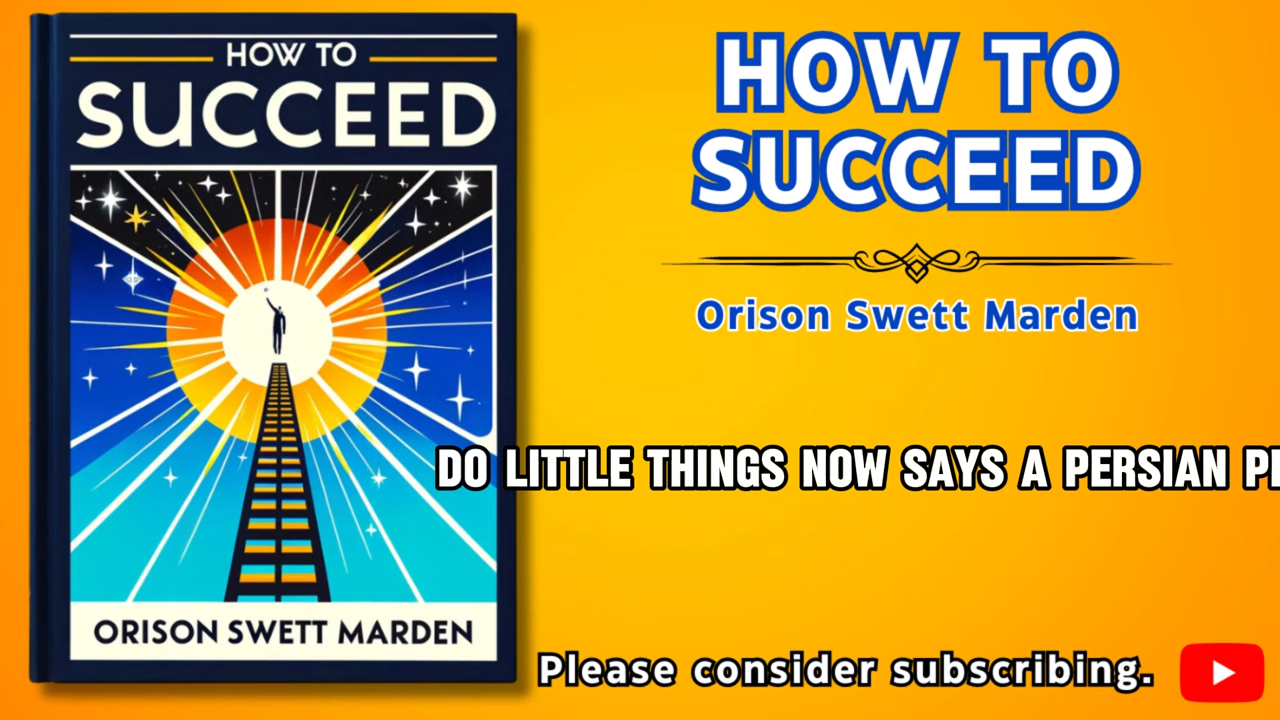 HOW TO
SUCCEED
ORISON SWETT MARDEN
HOW TO
SUCCEED
Orison Swett Marden
DO LITTLE THINGS NOW SAYS A PERSIAN
Please consider subscribing.